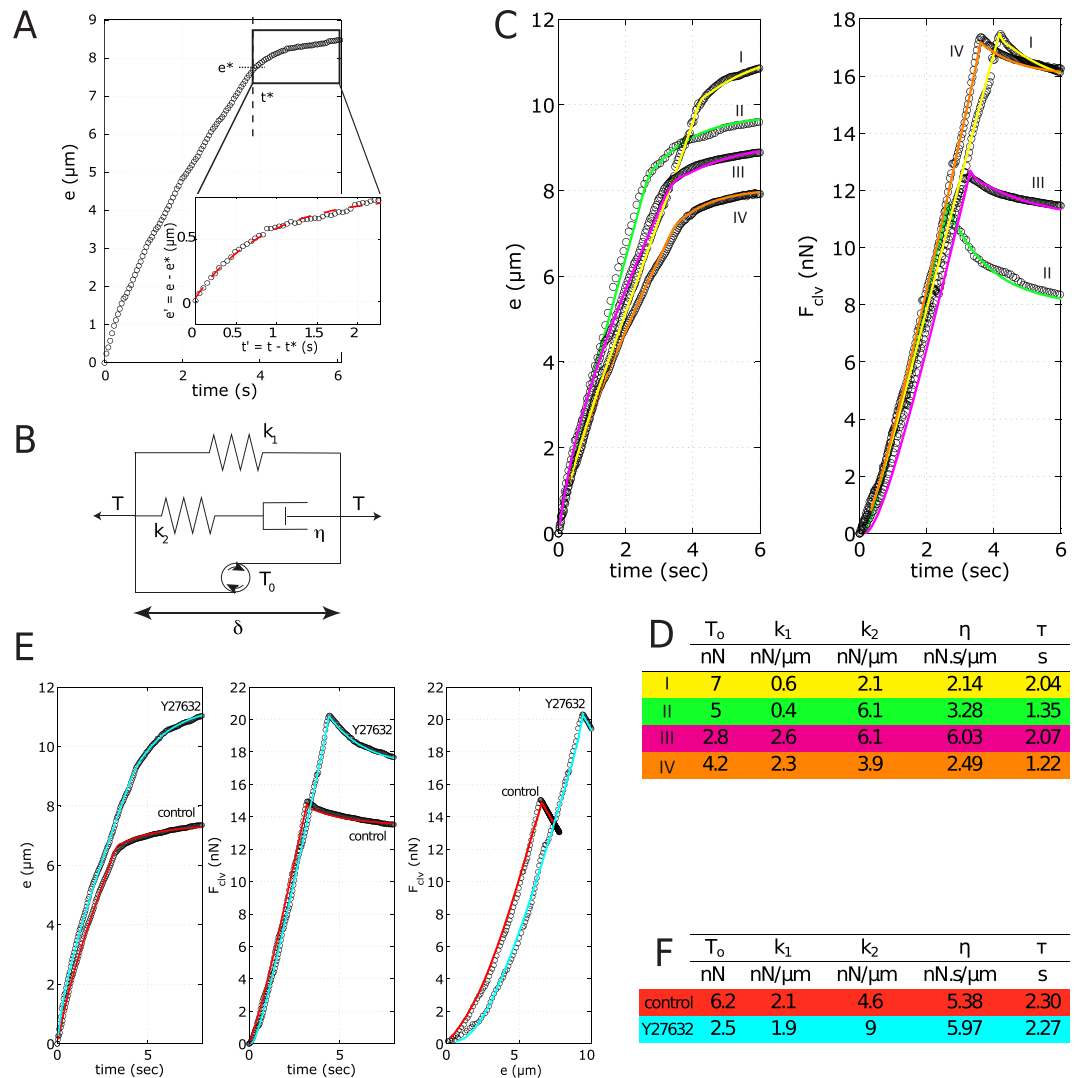 A
9
8
7
6
5
4
3
2
1
0
e (μm)
e*
t*
e' = e - e* (μm)
0.5
0
0 0.5 1 1.5 2
t' = t - t* (s)
0 2 4 6
time (s)
B
k1
T T
k2
η
T0
δ
C
12
10
8
6
4
2
0
e (μm)
I
II
III
IV
0 2 4 6
time (sec)
18
16
14
12
10
8
6
4
2
0
Fclv (nN)
IV
I
III
II
0 2 4 6
time (sec)
D
To k1 k2 η τ
nN nN/μm nN/μm nN.s/μm s
I 7 0.6 2.1 2.14 2.04
II 5 0.4 6.1 3.28 1.35
III 2.8 2.6 6.1 6.03 2.07
IV 4.2 2.3 3.9 2.49 1.22
E
12
10
8
6
4
2
0
e (μm)
Y27632
control
0 5
time (sec)
22
20
18
16
14
12
10
8
6
4
2
0
Fclv (nN)
Y27632
control
0 5
time (sec)
22
20
18
16
14
12
10
8
6
4
2
0
Fclv (nN)
Y27632
control
0 5 10
e (μm)
F
To k1 k2 η τ
nN nN/μm nN/μm nN.s/μm s
control 6.2 2.1 4.6 5.38 2.30
Y27632 2.5 1.9 9 5.97 2.27